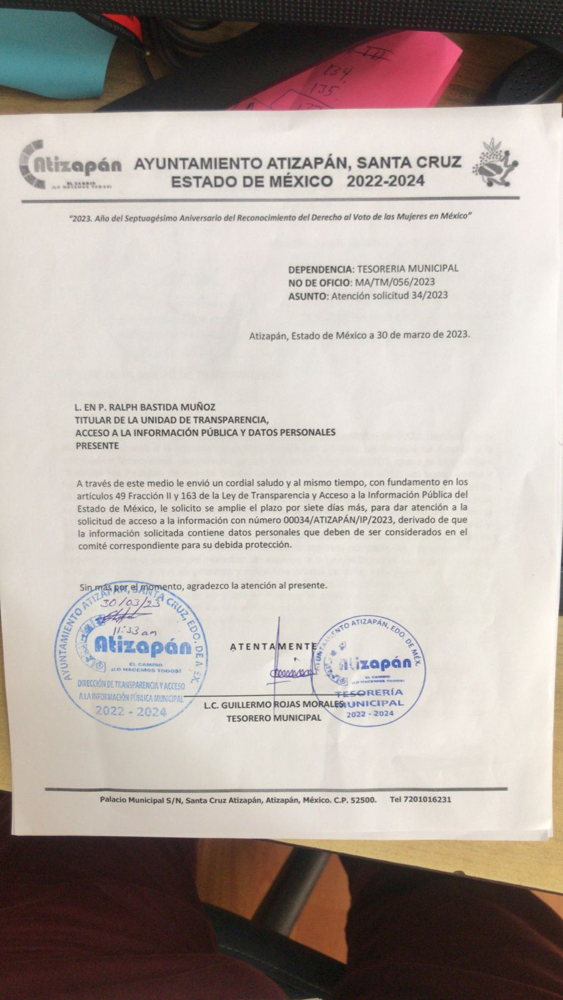 134,
135.
Atizapán
EL CAMBIO
¡LO HACEMOS TODOS!
AYUNTAMIENTO ATIZAPÁN, SANTA CRUZ
ESTADO DE MÉXICO 2022-2024
"2023. Año del Septuagésimo Aniversario del Reconocimiento del Derecho al Voto de las Mujeres en México"
DEPENDENCIA: TESORERIA MUNICIPAL
NO DE OFICIO: MA/TM/056/2023
ASUNTO: Atención solicitud 34/2023
Atizapán, Estado de México a 30 de marzo de 2023.
L. EN P. RALPH BASTIDA MUÑOZ
TITULAR DE LA UNIDAD DE TRANSPARENCIA,
ACCESO A LA INFORMACIÓN PÚBLICA Y DATOS PERSONALES
PRESENTE
A través de este medio le envió un cordial saludo y al mismo tiempo, con fundamento en los
artículos 49 Fracción II y 163 de la Ley de Transparencia y Acceso a la Información Pública del
Estado de México, le solicito se amplie el plazo por siete días más, para dar atención a la
solicitud de acceso a la información con número 00034/ATIZAPÁN/IP/2023, derivado de que
la información solicitada contiene datos personales que deben de ser considerados en el
comité correspondiente para su debida protección.
Sin más por el momento, agradezco la atención al presente.
AYUNTAMIENTO ATIZAPÁN, SANTA CRUZ, EDO. DE MÉX.
30/03/23
11:33 am
Atizapán
EL CAMBIO
¡LO HACEMOS TODOS!
DIRECCIÓN DE TRANSPARENCIA Y ACCESO
A LA INFORMACIÓN PÚBLICA MUNICIPAL
2022 - 2024
ATENTAMENTE
AYUNTAMIENTO ATIZAPÁN, EDO. DE MÉX.
Atizapán
EL CAMBIO
¡LO HACEMOS TODOS!
TESORERÍA
MUNICIPAL
2022 - 2024
L.C. GUILLERMO ROJAS MORALES
TESORERO MUNICIPAL
Palacio Municipal S/N, Santa Cruz Atizapán, Atizapán, México. C.P. 52500. Tel 7201016231